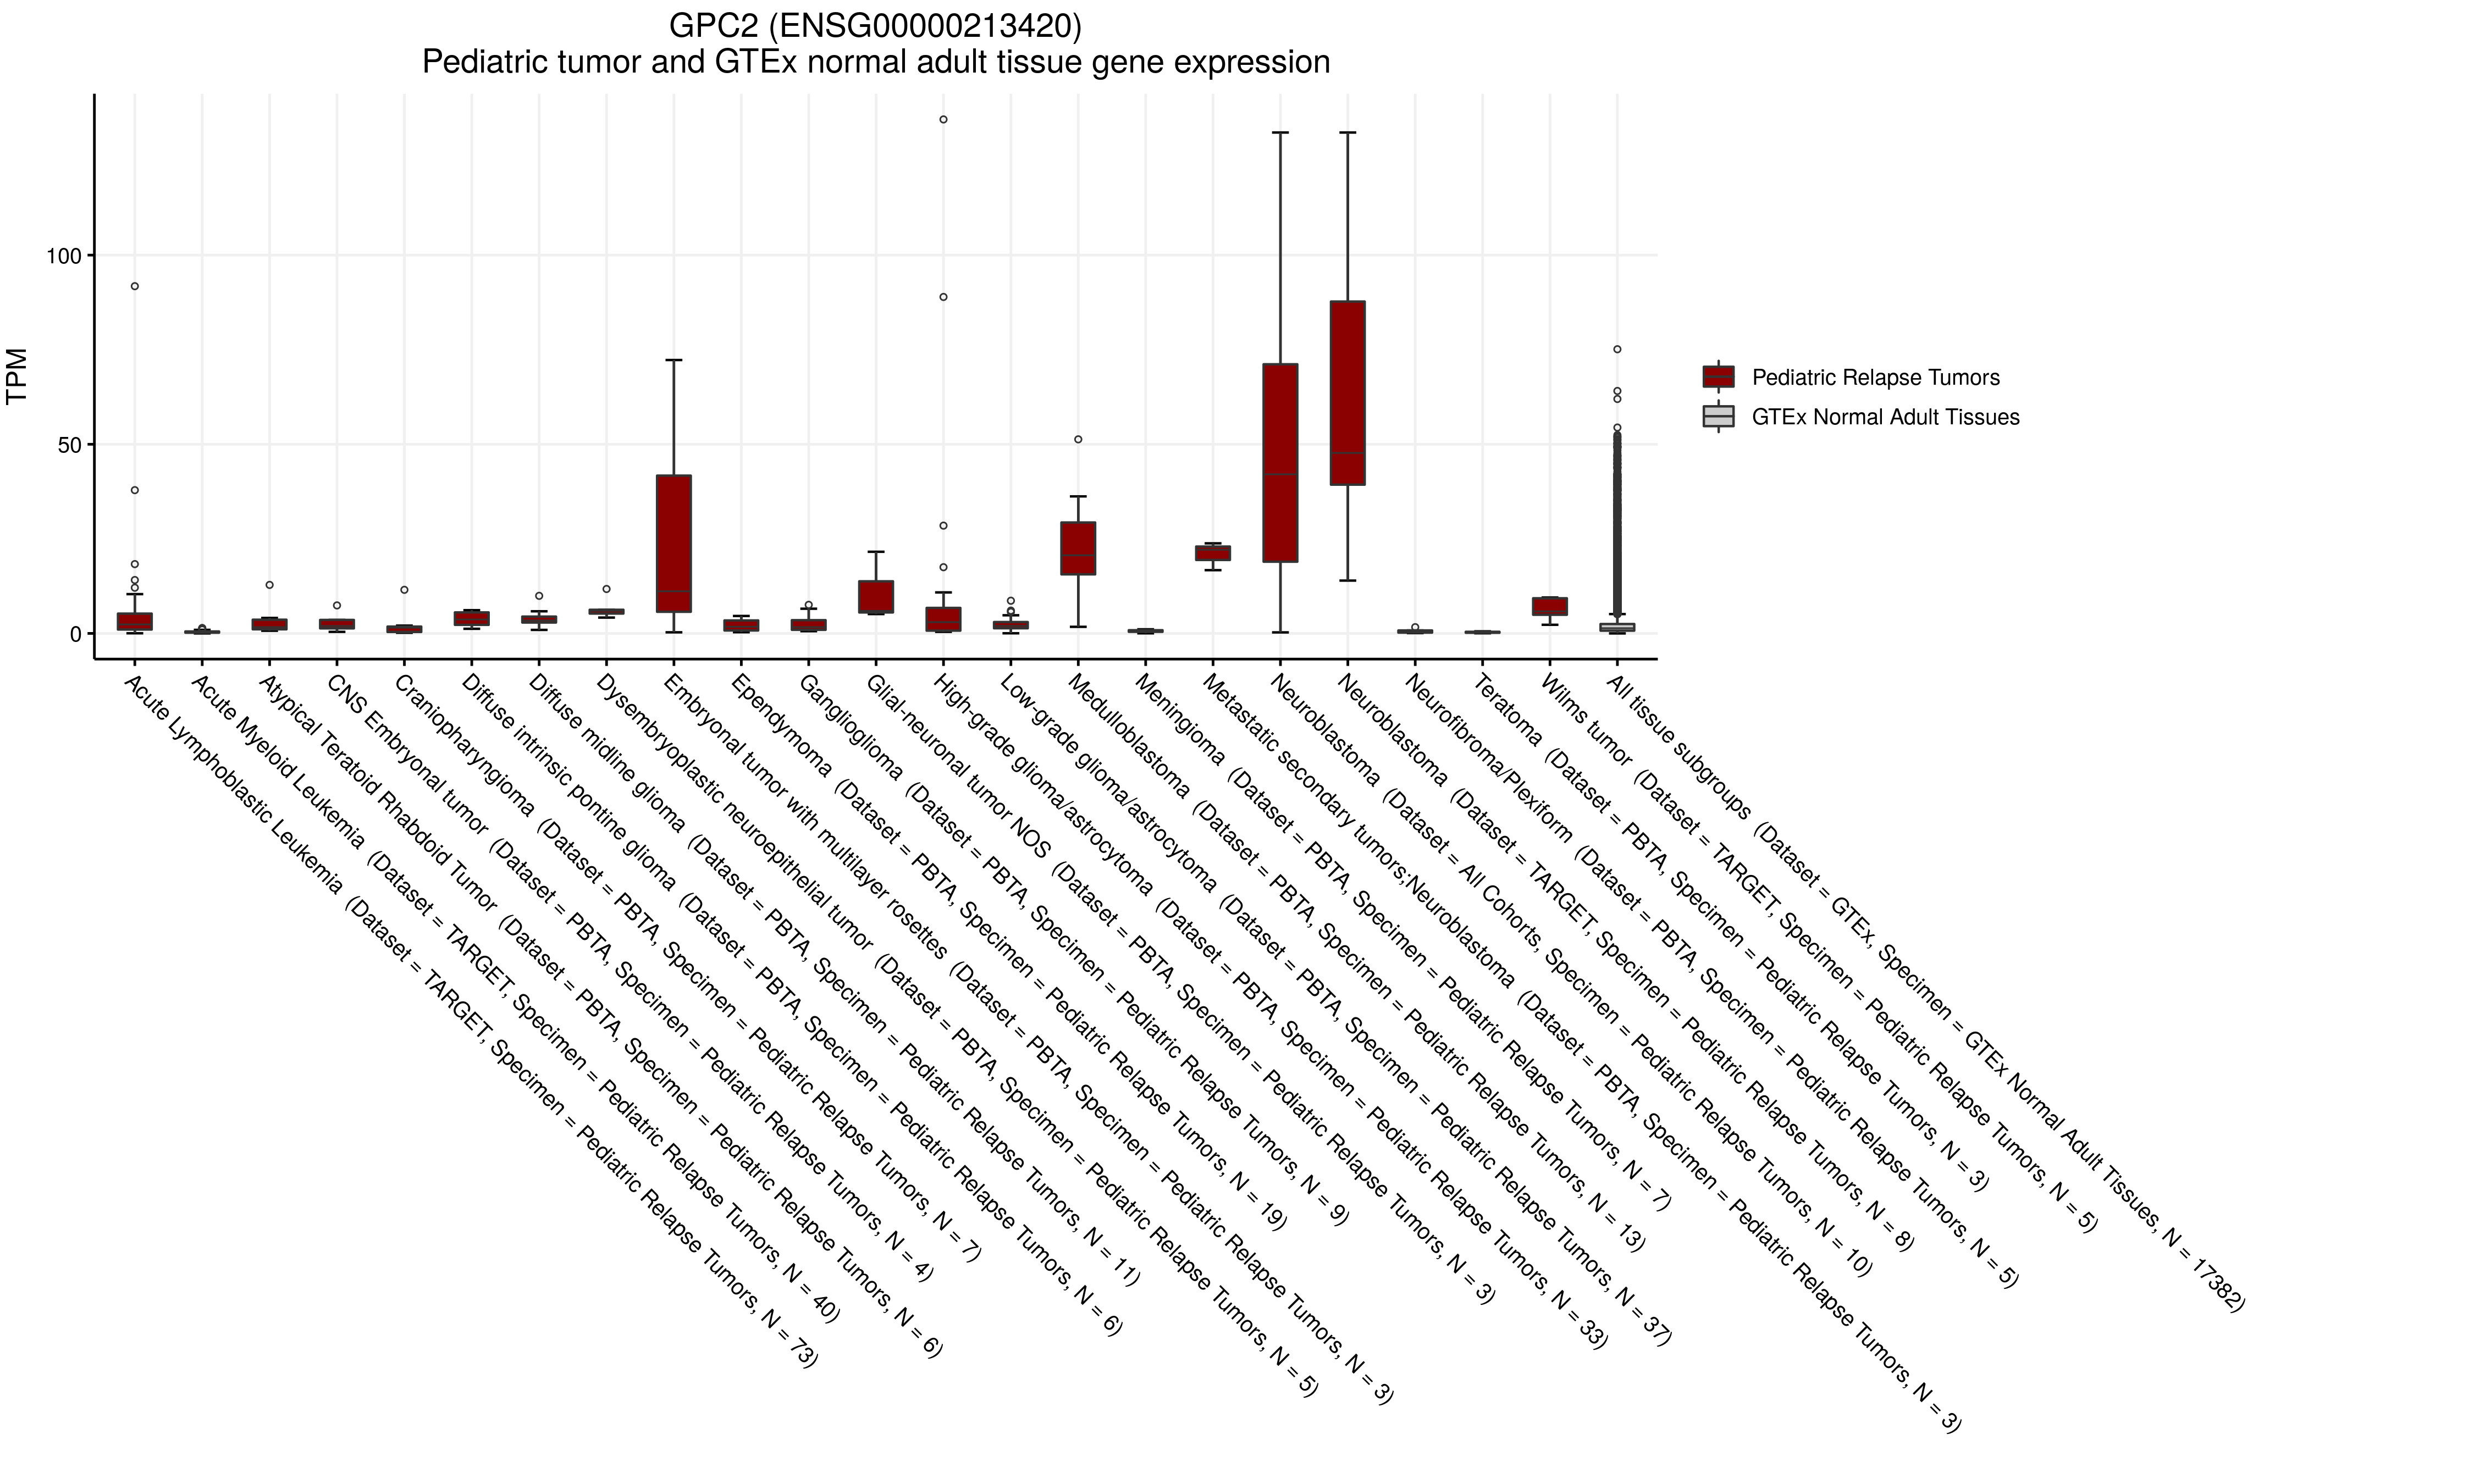 GPC2 (ENSG00000213420)
Pediatric tumor and GTEx normal adult tissue gene expression
TPM
100
50
0
Pediatric Relapse Tumors
GTEx Normal Adult Tissues
Acute Lymphoblastic Leukemia (Dataset = TARGET, Specimen = Pediatric Relapse Tumors, N = 73)
Acute Myeloid Leukemia (Dataset = TARGET, Specimen = Pediatric Relapse Tumors, N = 40)
Atypical Teratoid Rhabdoid Tumor (Dataset = PBTA, Specimen = Pediatric Relapse Tumors, N = 6)
CNS Embryonal tumor (Dataset = PBTA, Specimen = Pediatric Relapse Tumors, N = 4)
Craniopharyngioma (Dataset = PBTA, Specimen = Pediatric Relapse Tumors, N = 7)
Diffuse intrinsic pontine glioma (Dataset = PBTA, Specimen = Pediatric Relapse Tumors, N = 6)
Diffuse midline glioma (Dataset = PBTA, Specimen = Pediatric Relapse Tumors, N = 11)
Dysembryoplastic neuroepithelial tumor (Dataset = PBTA, Specimen = Pediatric Relapse Tumors, N = 5)
Embryonal tumor with multilayer rosettes (Dataset = PBTA, Specimen = Pediatric Relapse Tumors, N = 3)
Ependymoma (Dataset = PBTA, Specimen = Pediatric Relapse Tumors, N = 19)
Ganglioglioma (Dataset = PBTA, Specimen = Pediatric Relapse Tumors, N = 9)
Glial-neuronal tumor NOS (Dataset = PBTA, Specimen = Pediatric Relapse Tumors, N = 3)
High-grade glioma/astrocytoma (Dataset = PBTA, Specimen = Pediatric Relapse Tumors, N = 33)
Low-grade glioma/astrocytoma (Dataset = PBTA, Specimen = Pediatric Relapse Tumors, N = 37)
Medulloblastoma (Dataset = PBTA, Specimen = Pediatric Relapse Tumors, N = 13)
Meningioma (Dataset = PBTA, Specimen = Pediatric Relapse Tumors, N = 7)
Metastatic secondary tumors;Neuroblastoma (Dataset = PBTA, Specimen = Pediatric Relapse Tumors, N = 3)
Neuroblastoma (Dataset = All Cohorts, Specimen = Pediatric Relapse Tumors, N = 10)
Neuroblastoma (Dataset = TARGET, Specimen = Pediatric Relapse Tumors, N = 8)
Neurofibroma/Plexiform (Dataset = PBTA, Specimen = Pediatric Relapse Tumors, N = 5)
Teratoma (Dataset = PBTA, Specimen = Pediatric Relapse Tumors, N = 3)
Wilms tumor (Dataset = TARGET, Specimen = Pediatric Relapse Tumors, N = 5)
All tissue subgroups (Dataset = GTEx, Specimen = GTEx Normal Adult Tissues, N = 17382)